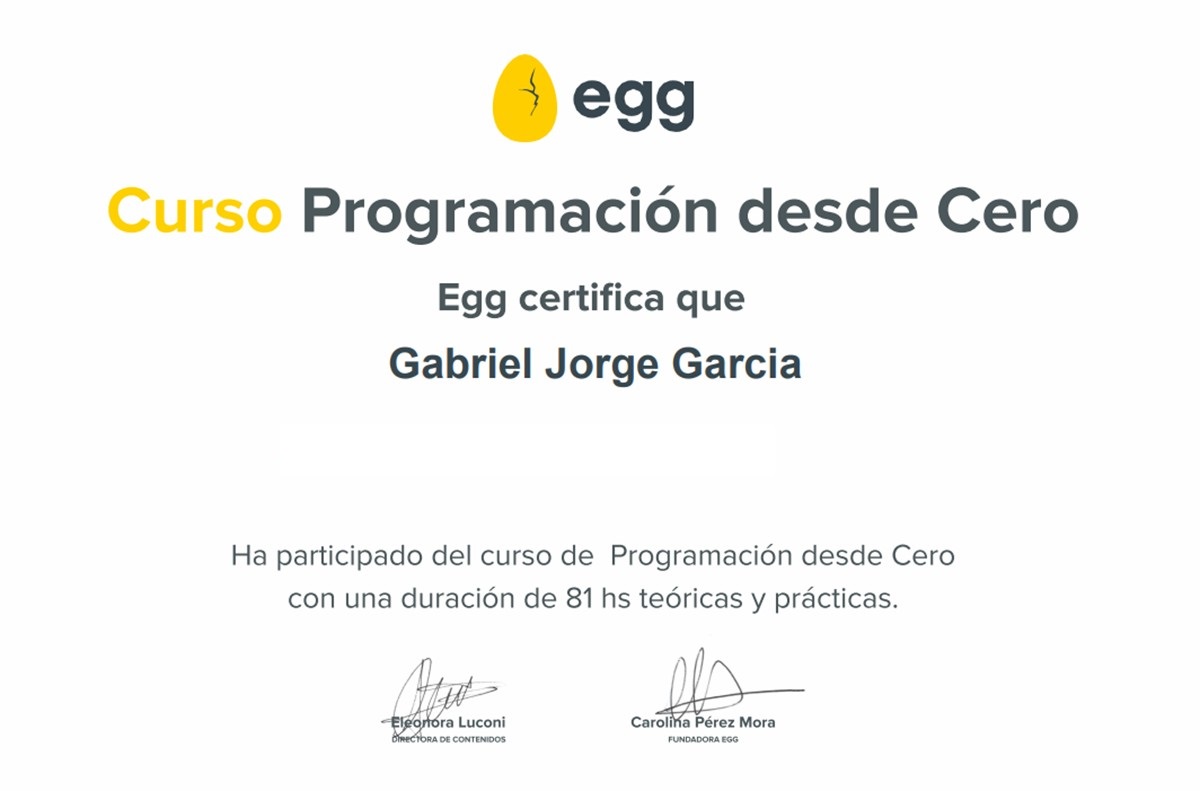 egg
Curso Programación desde Cero
Egg certifica que
Gabriel Jorge Garcia
Ha participado del curso de Programación desde Cero
con una duración de 81 hs teóricas y prácticas.
Eleonora Luconi
DIRECTORA DE CONTENIDOS
Carolina Pérez Mora
FUNDADORA EGG